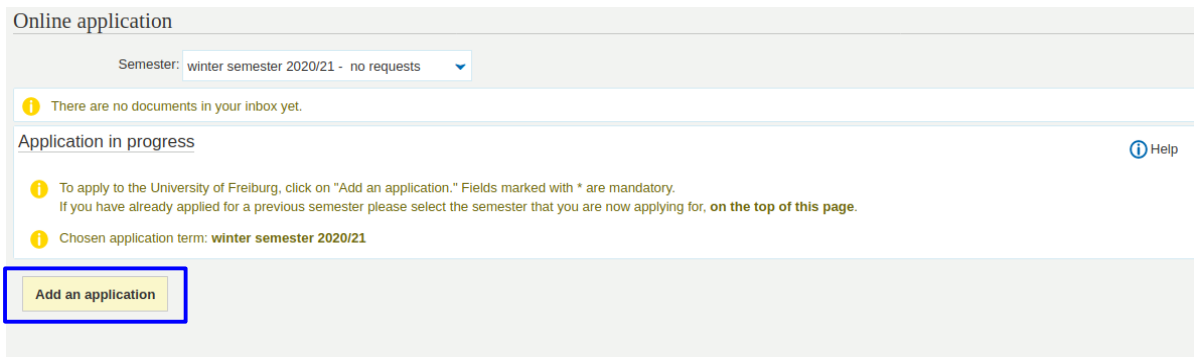 Online application
Semester: winter semester 2020/21 - no requests
There are no documents in your inbox yet.
Application in progress
Help
To apply to the University of Freiburg, click on "Add an application." Fields marked with * are mandatory.
If you have already applied for a previous semester please select the semester that you are now applying for, on the top of this page.
Chosen application term: winter semester 2020/21
Add an application